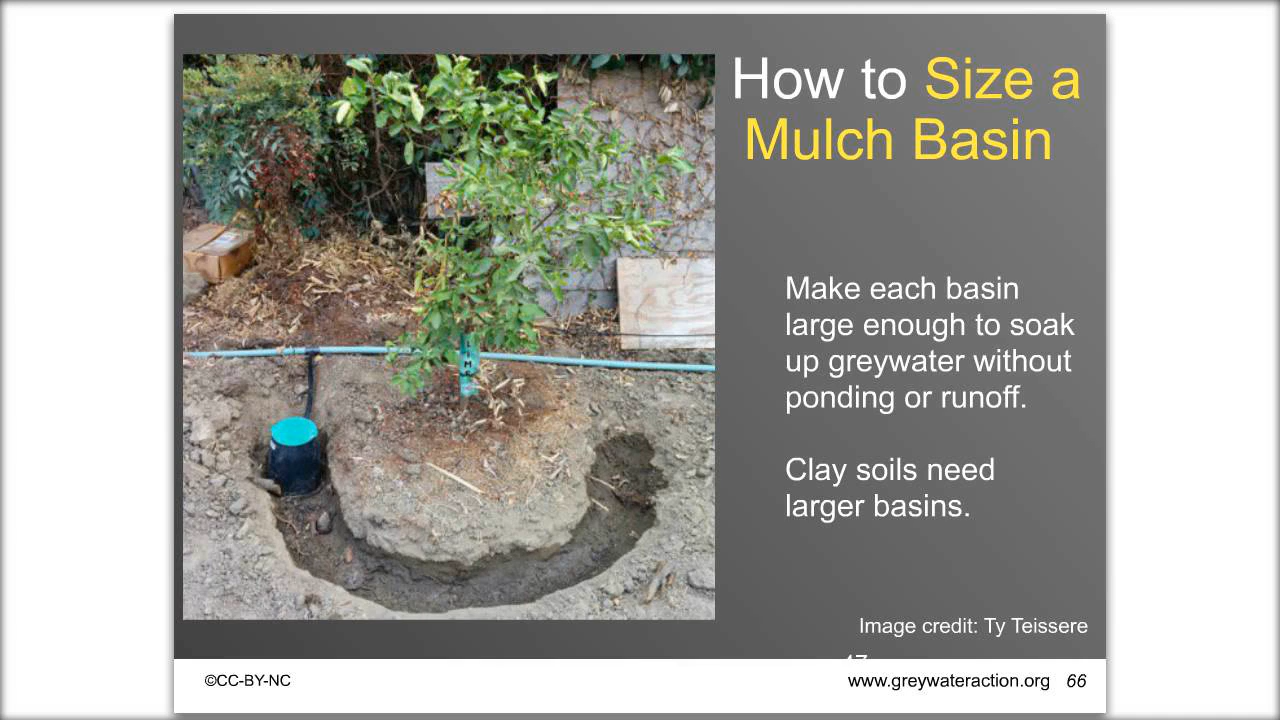 How to Size a
Mulch Basin
Make each basin
large enough to soak
up greywater without
ponding or runoff.
Clay soils need
larger basins.
Image credit: Ty Teissere
©CC-BY-NC
www.greywateraction.org 66